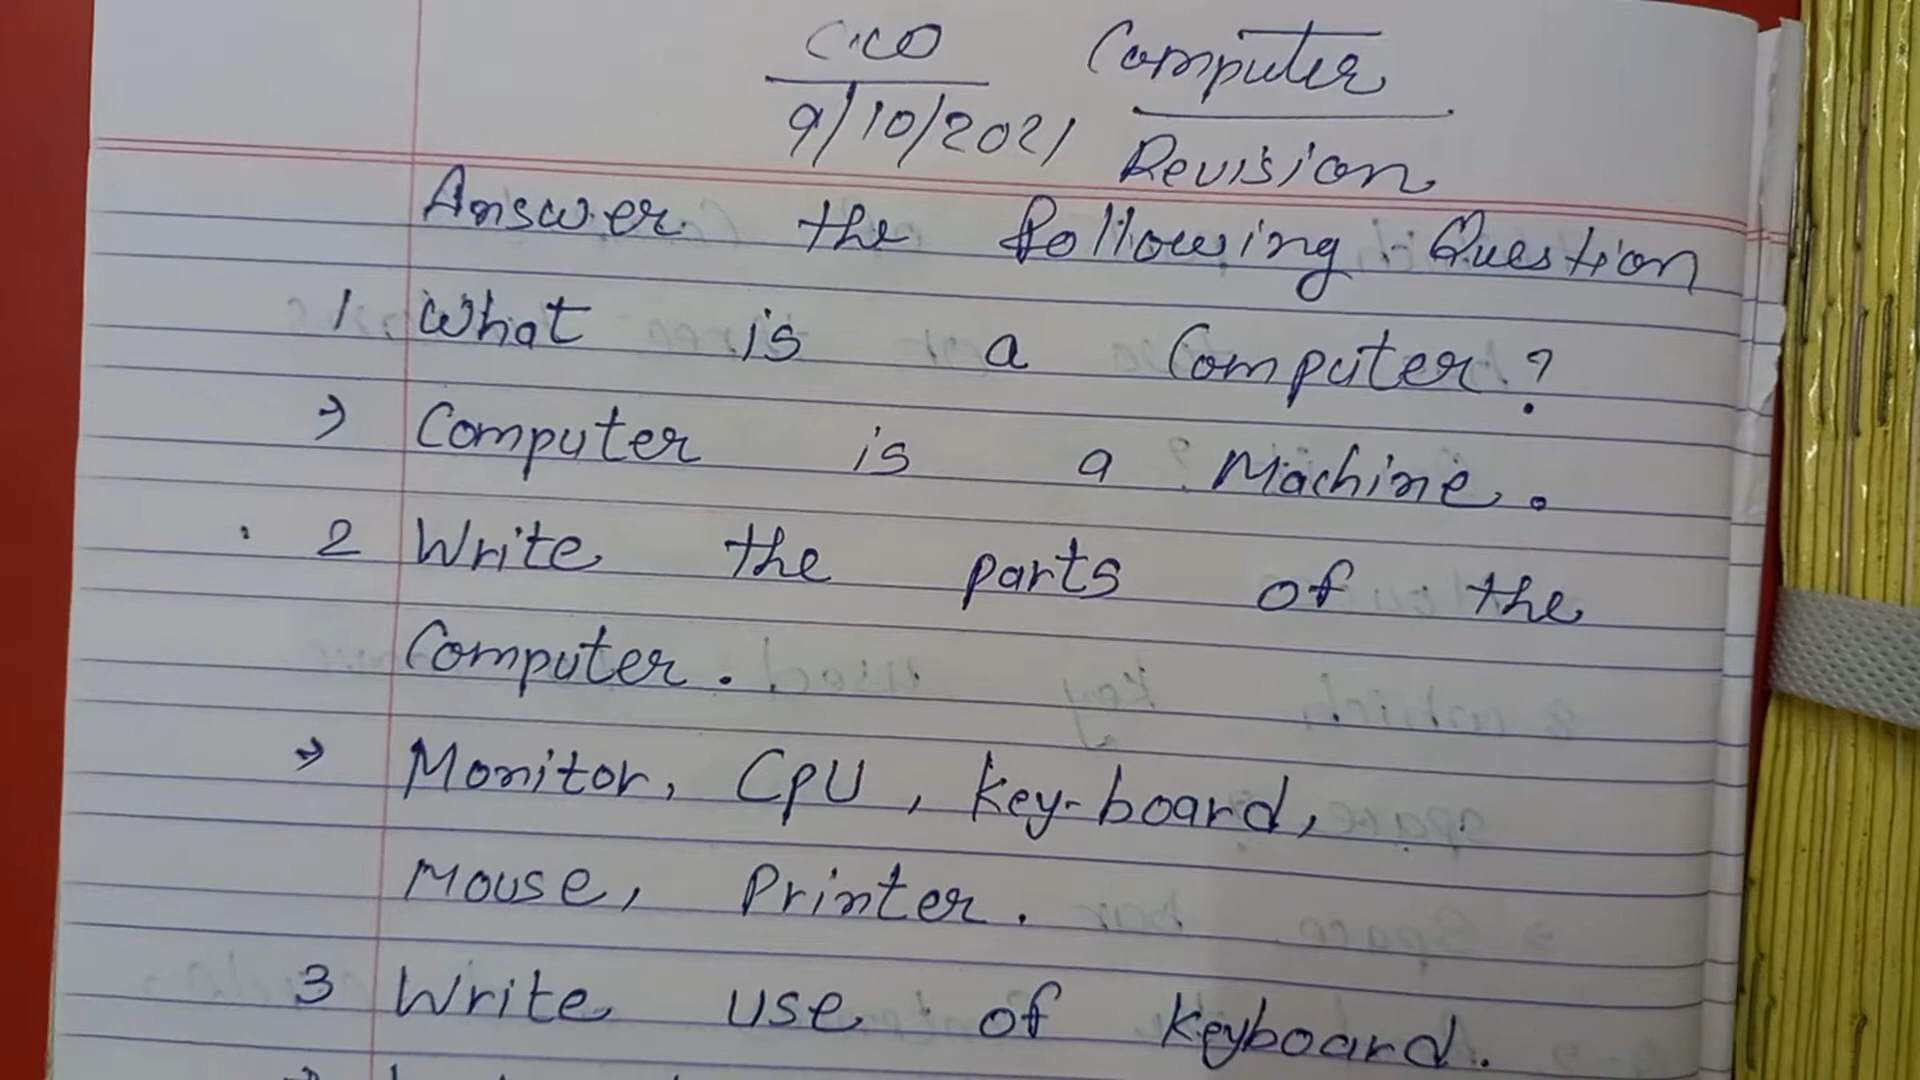 C.W
Computer
9/10/2021
Revision
Answer the following Question
1 What is a Computer?
→ Computer is a Machine.
2 Write the parts of the
Computer.
→ Monitor, CPU, key-board,
Mouse, Printer.
3 Write use of keyboard.